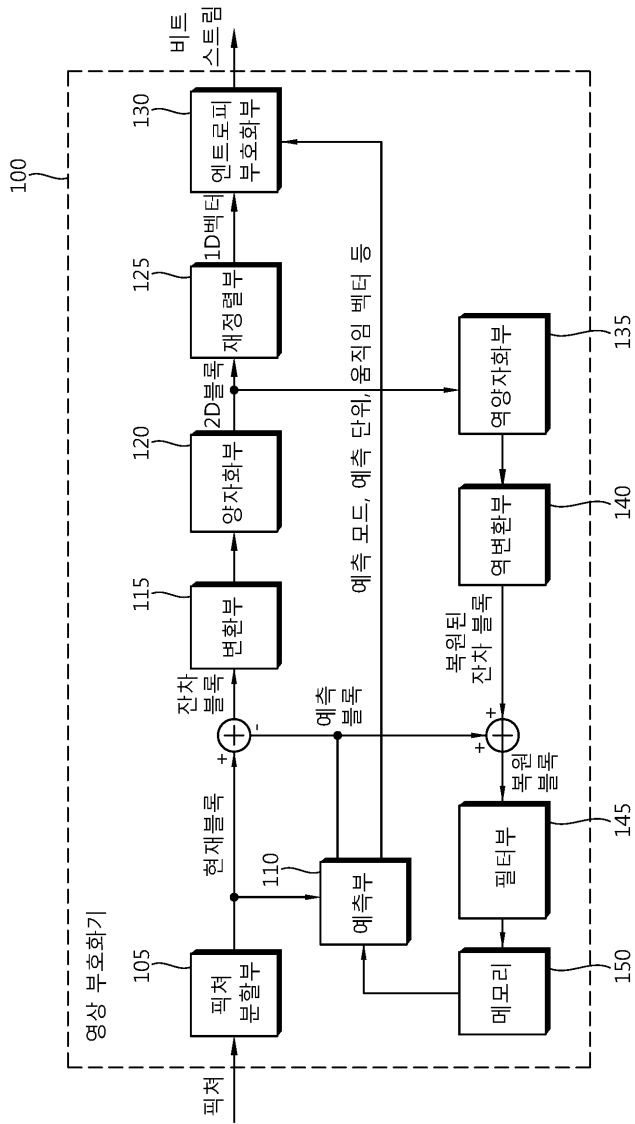 영상 부호화기
100
픽쳐
픽쳐
분할부
105
현재블록
+
-
잔차
블록
변환부
115
양자화부
120
2D블록
재정렬부
125
1D벡터
엔트로피
부호화부
130
비트
스트림
예측부
110
예측
블록
예측 모드, 예측 단위, 움직임 벡터 등
역양자화부
135
역변환부
140
복원된
잔차 블록
+
+
복원
블록
필터부
145
메모리
150